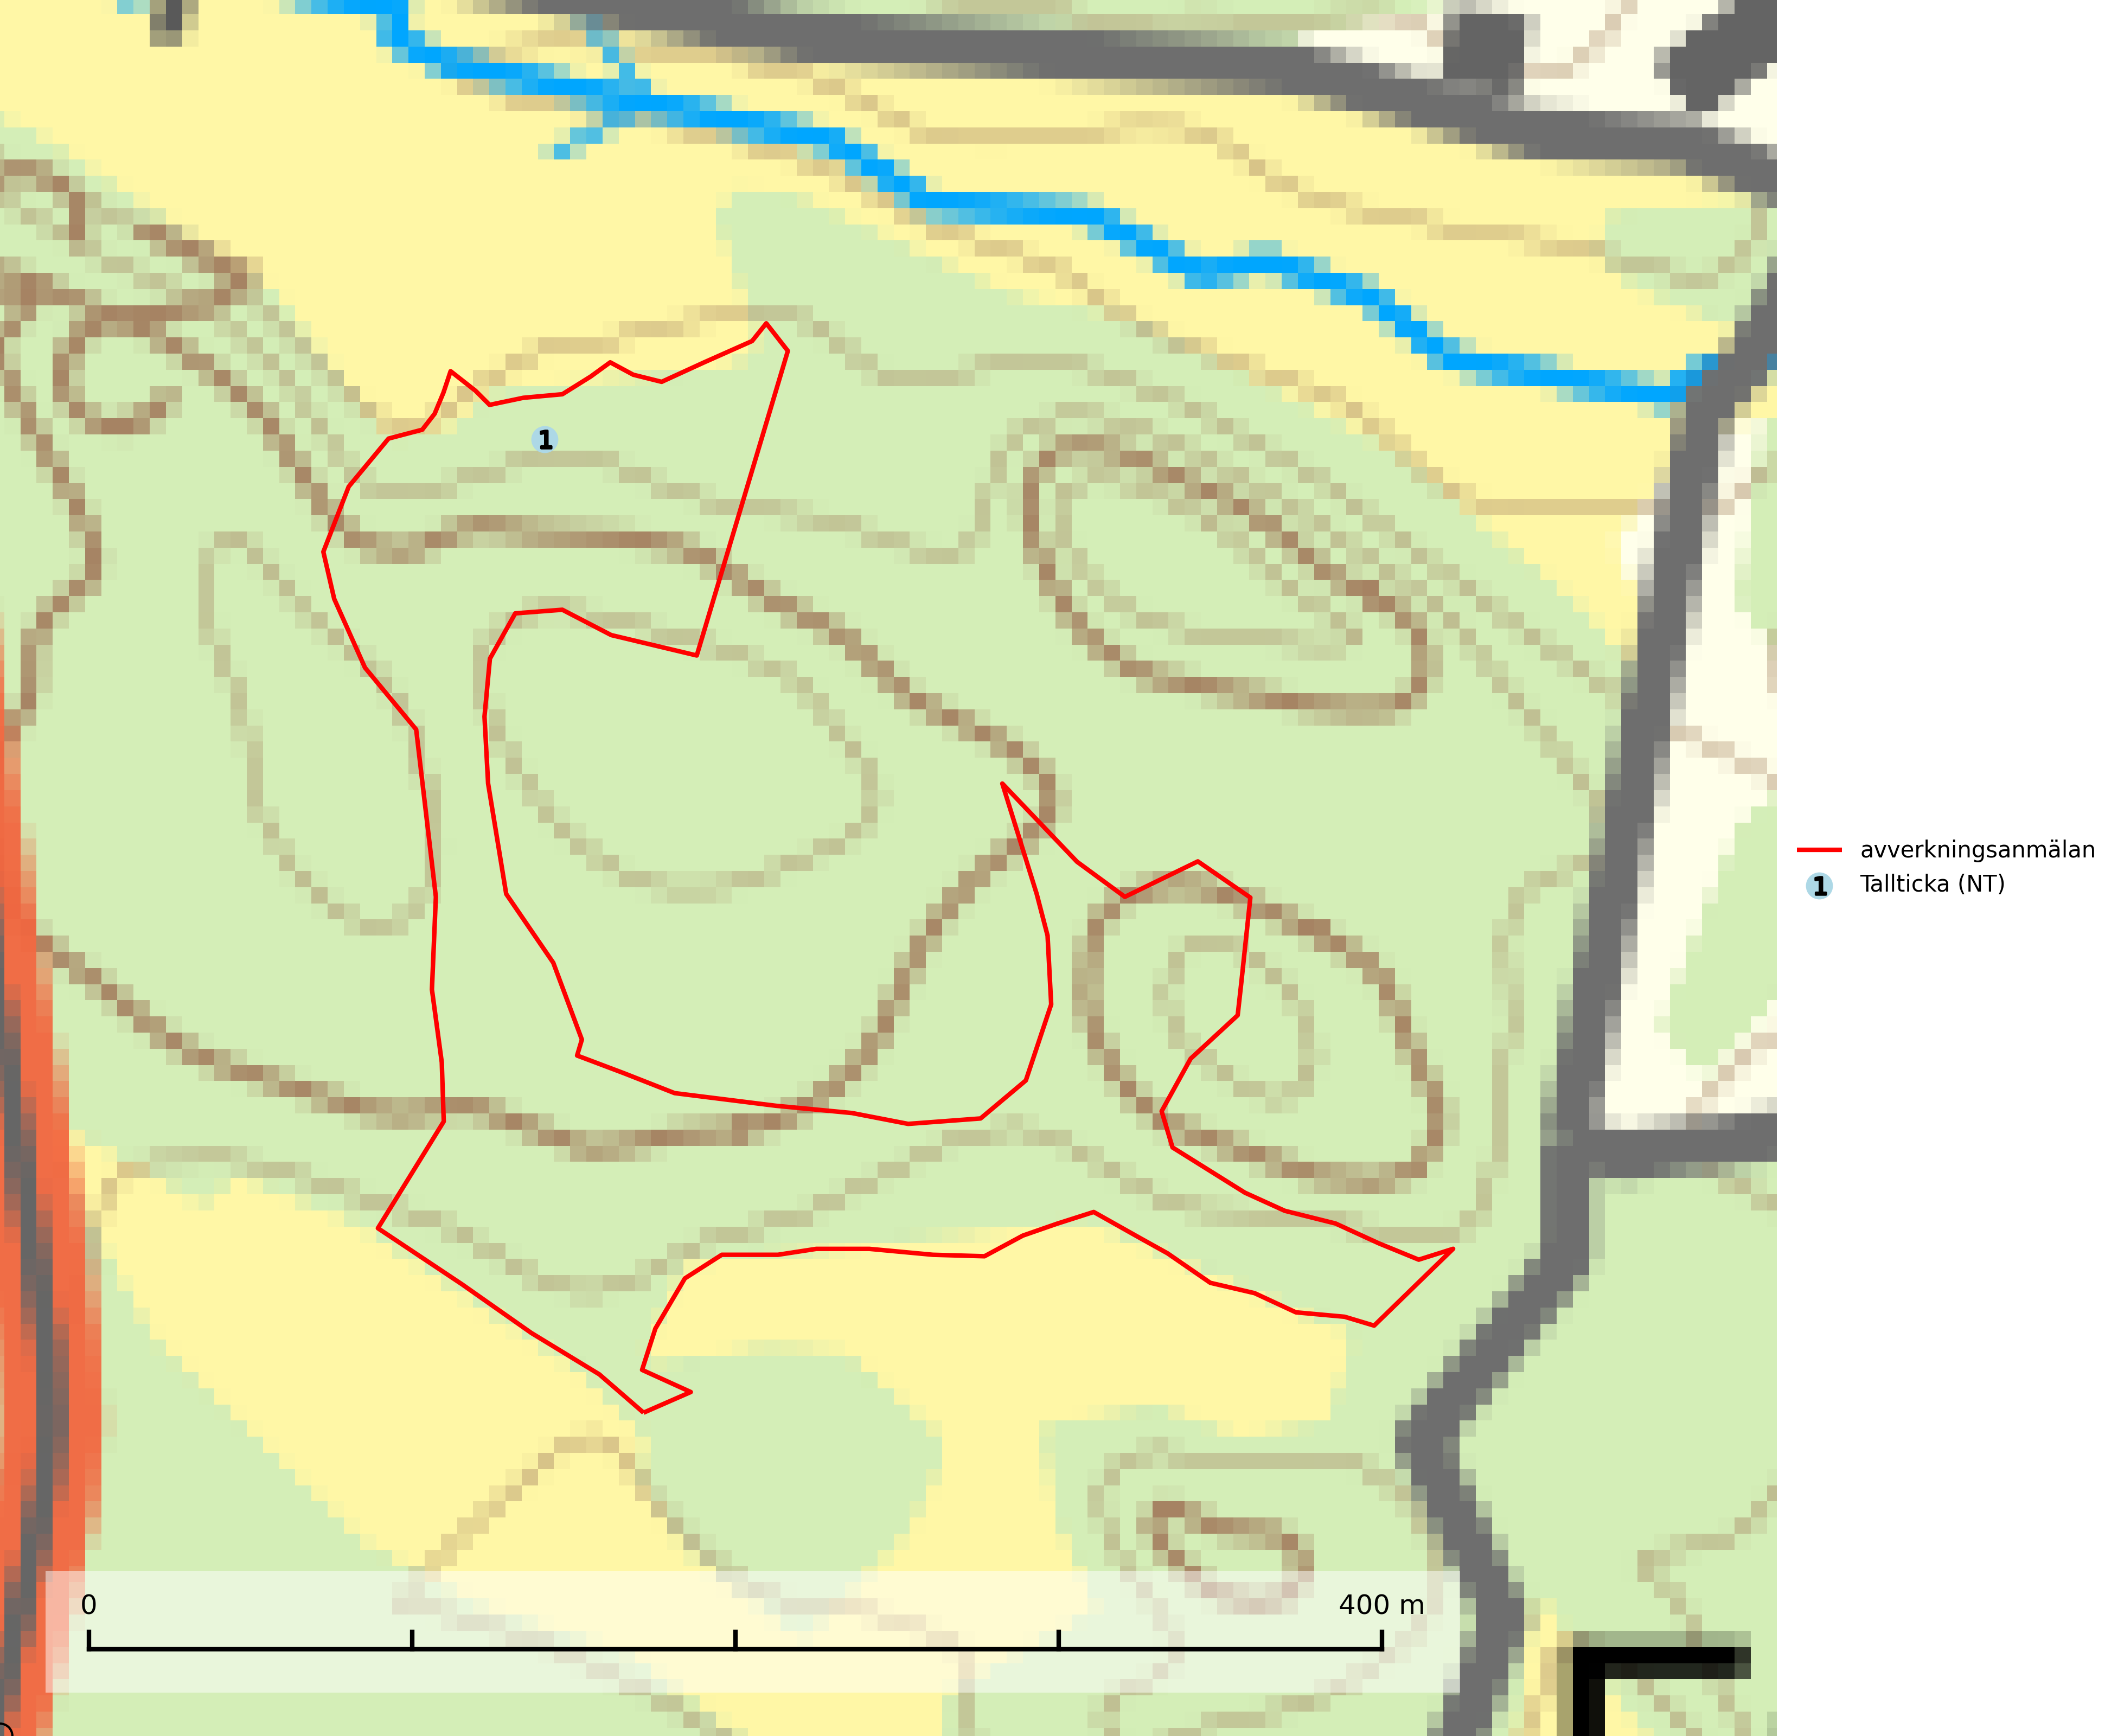 1
avverkningsanmälan
1 Tallticka (NT)
0 400 m